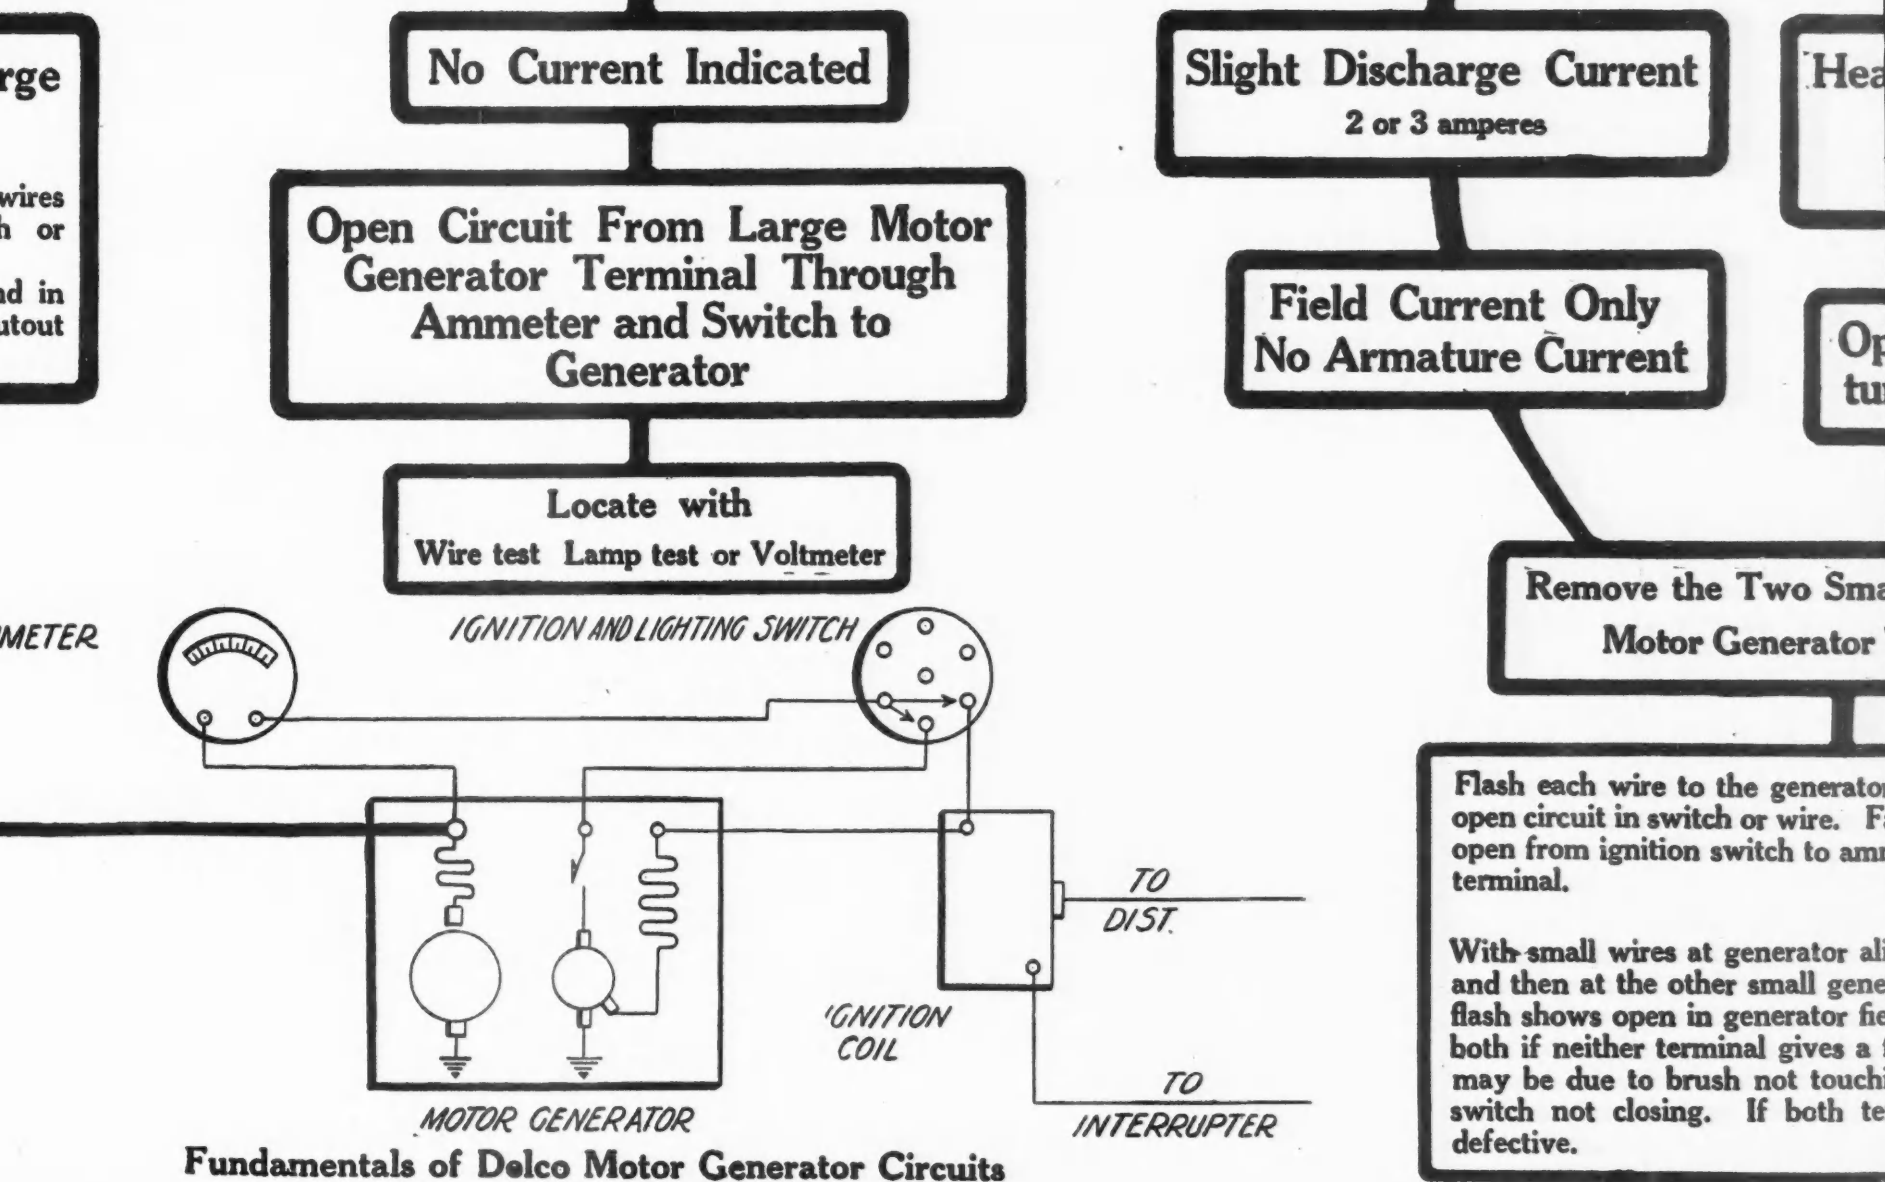 rge
wires
h or
nd in
utout
No Current Indicated
Open Circuit From Large Motor
Generator Terminal Through
Ammeter and Switch to
Generator
Locate with
Wire test Lamp test or Voltmeter
Slight Discharge Current
2 or 3 amperes
Field Current Only
No Armature Current
Hea
Op
tu
Remove the Two Sma
Motor Generator
Flash each wire to the generator
open circuit in switch or wire. Fa
open from ignition switch to amm
terminal.
With small wires at generator ali
and then at the other small gene
flash shows open in generator fie
both if neither terminal gives a f
may be due to brush not touchi
switch not closing. If both te
defective.
METER
IGNITION AND LIGHTING SWITCH
TO
DIST.
IGNITION
COIL
TO
INTERRUPTER
MOTOR GENERATOR
Fundamentals of Delco Motor Generator Circuits